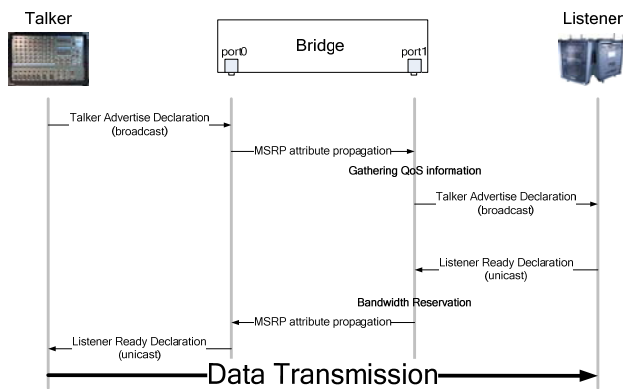 Talker
Bridge
Listener
port0
port1
Talker Advertise Declaration
(broadcast)
MSRP attribute propagation
Gathering QoS information
Talker Advertise Declaration
(broadcast)
Listener Ready Declaration
(unicast)
Bandwidth Reservation
MSRP attribute propagation
Listener Ready Declaration
(unicast)
Data Transmission